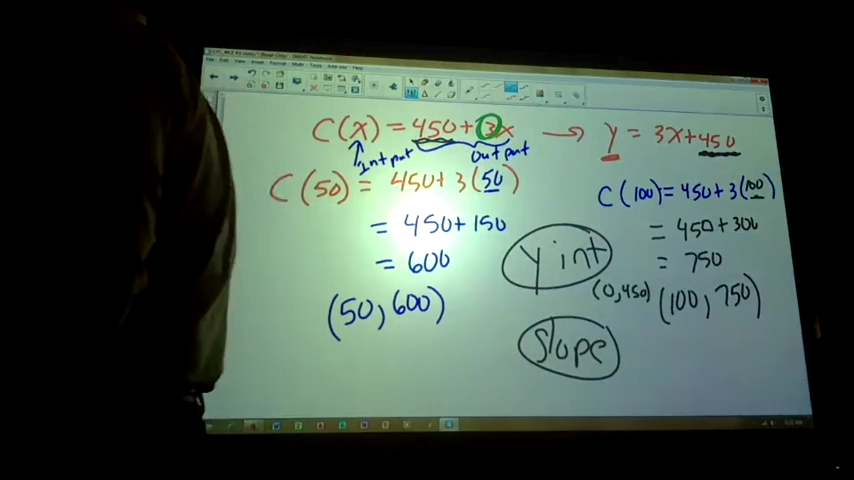 C(x) = 450+3x → y = 3x+450
Intput
Output
C(50) = 450+3(50)
= 450+150
= 600
(50,600)
C(100)=450+3(100)
= 450+300
= 750
(100,750)
y int
(0,450)
slope